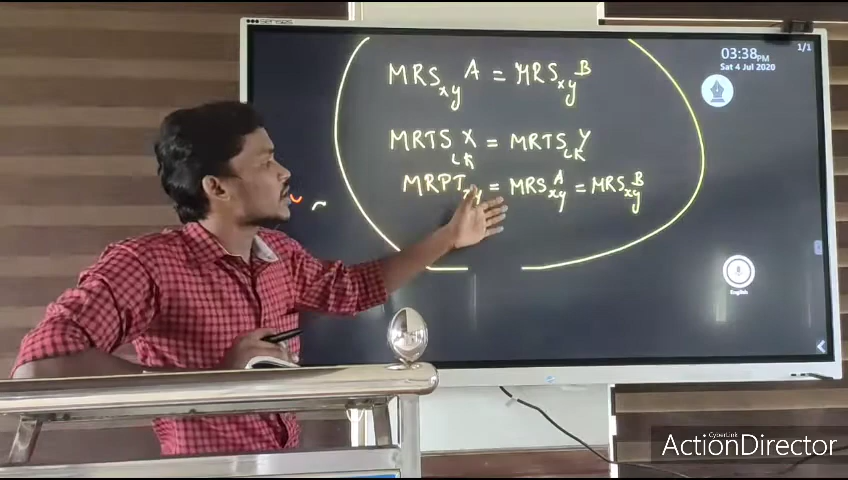 03:38 PM
Sat 4 Jul 2020
1/1
MRS xy A = MRS xy B
MRTS X LK = MRTS LK Y
MRPT xy = MRS xy A = MRS xy B
English
CyberLink
ActionDirector